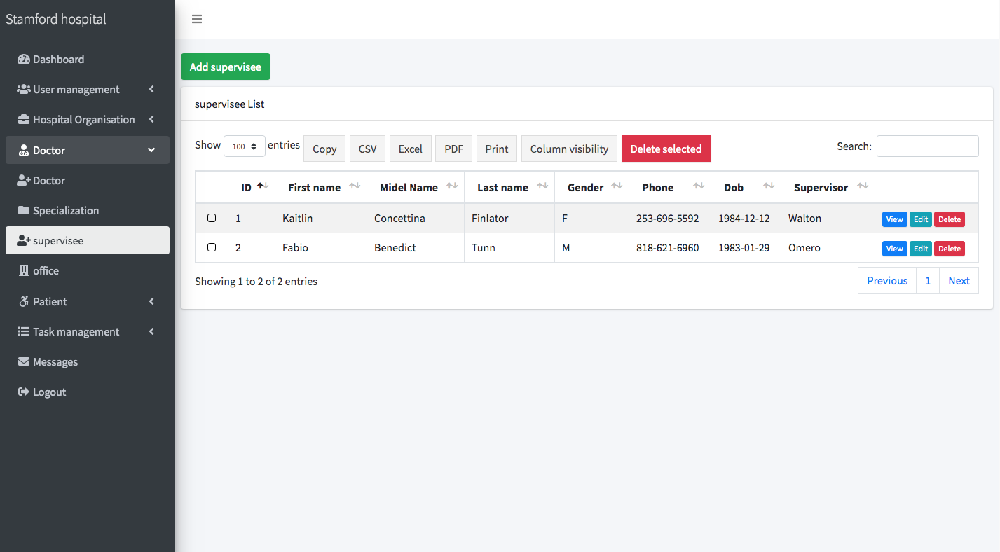 Stamford hospital
Dashboard
User management
Hospital Organisation
Doctor
Doctor
Specialization
supervisee
office
Patient
Task management
Messages
Logout
Add supervisee
supervisee List
Show 100 entries Copy CSV Excel PDF Print Column visibility Delete selected Search:
ID First name Midel Name Last name Gender Phone Dob Supervisor
1 Kaitlin Concettina Finlator F 253-696-5592 1984-12-12 Walton View Edit Delete
2 Fabio Benedict Tunn M 818-621-6960 1983-01-29 Omero View Edit Delete
Showing 1 to 2 of 2 entries Previous 1 Next